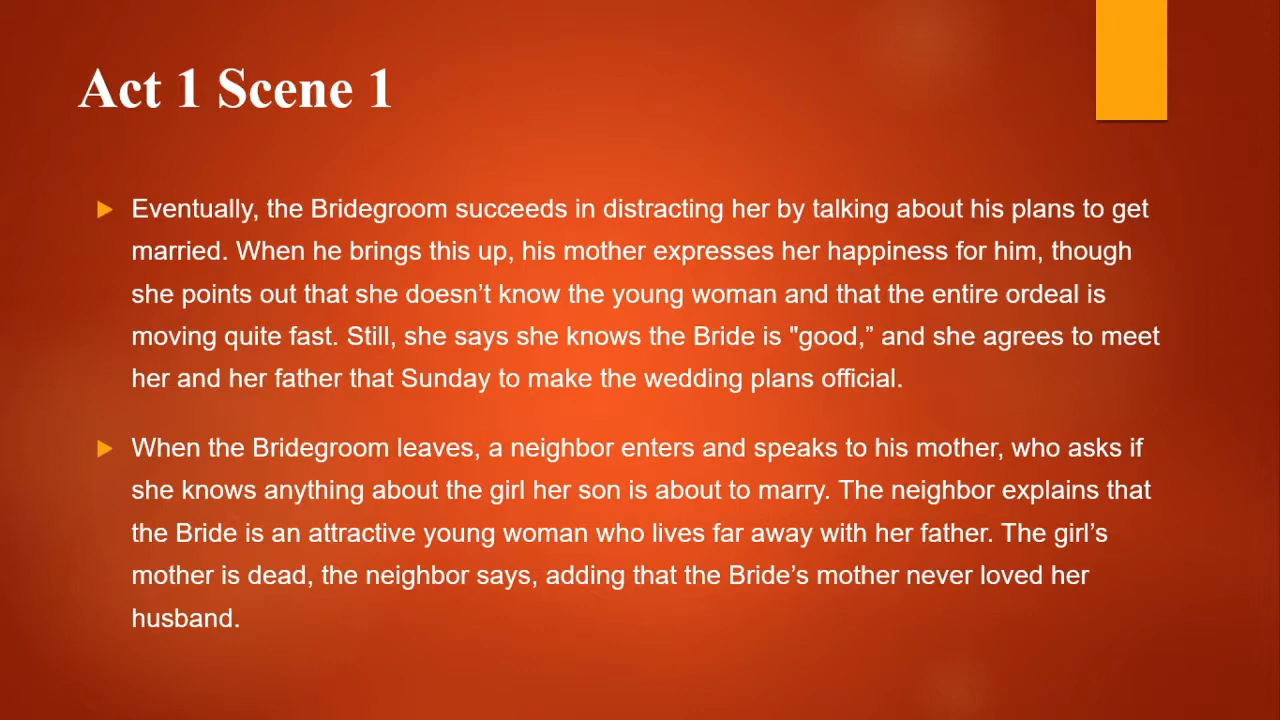 Act 1 Scene 1
Eventually, the Bridegroom succeeds in distracting her by talking about his plans to get
married. When he brings this up, his mother expresses her happiness for him, though
she points out that she doesn’t know the young woman and that the entire ordeal is
moving quite fast. Still, she says she knows the Bride is "good,” and she agrees to meet
her and her father that Sunday to make the wedding plans official.
When the Bridegroom leaves, a neighbor enters and speaks to his mother, who asks if
she knows anything about the girl her son is about to marry. The neighbor explains that
the Bride is an attractive young woman who lives far away with her father. The girl’s
mother is dead, the neighbor says, adding that the Bride’s mother never loved her
husband.